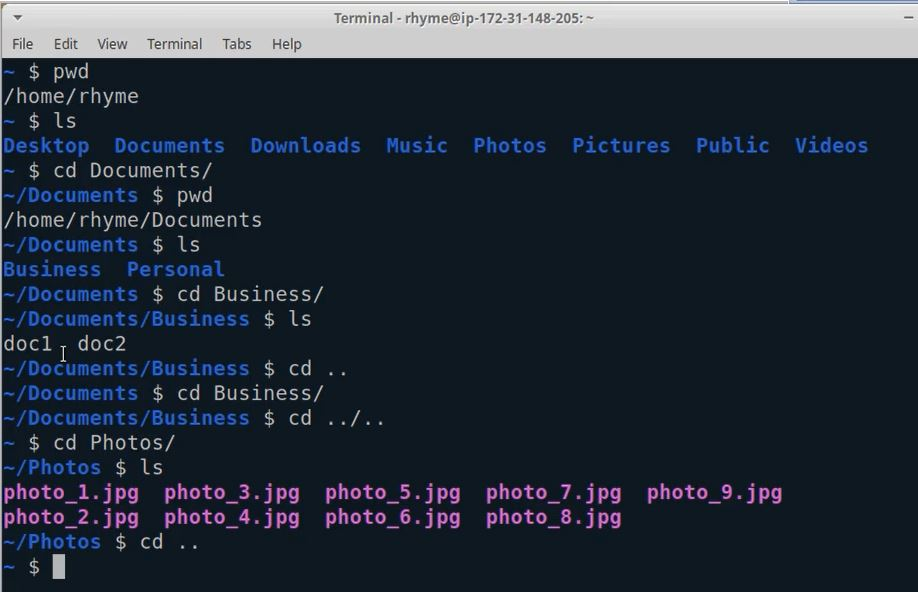 Terminal - rhyme@ip-172-31-148-205: ~
File Edit View Terminal Tabs Help
~ $ pwd
/home/rhyme
~ $ ls
Desktop Documents Downloads Music Photos Pictures Public Videos
~ $ cd Documents/
~/Documents $ pwd
/home/rhyme/Documents
~/Documents $ ls
Business Personal
~/Documents $ cd Business/
~/Documents/Business $ ls
doc1 doc2
~/Documents/Business $ cd ..
~/Documents $ cd Business/
~/Documents/Business $ cd ../..
~ $ cd Photos/
~/Photos $ ls
photo_1.jpg photo_3.jpg photo_5.jpg photo_7.jpg photo_9.jpg
photo_2.jpg photo_4.jpg photo_6.jpg photo_8.jpg
~/Photos $ cd ..
~ $